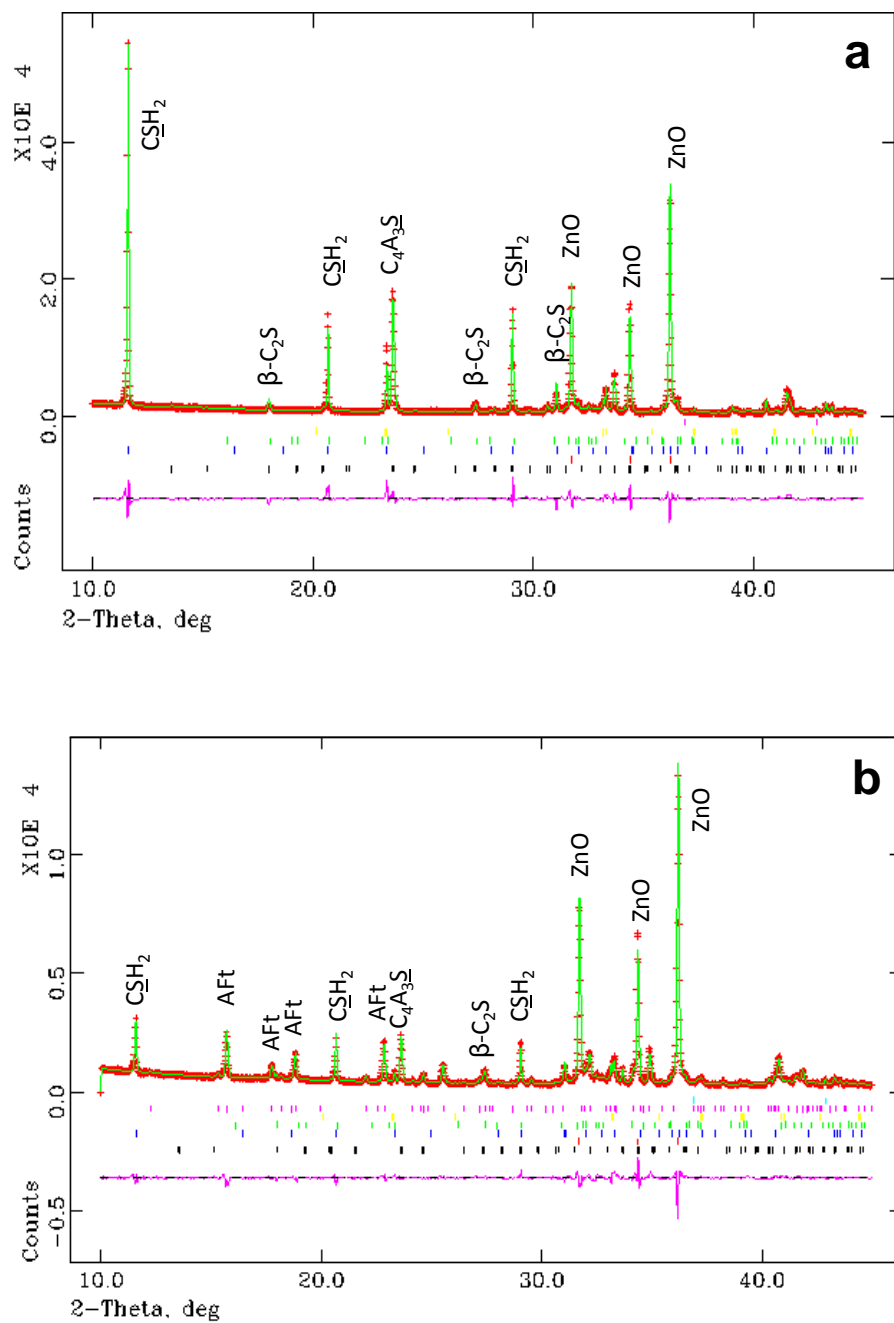 a
X10E 4
4.0
2.0
0.0
Counts
CS̲H₂
β-C₂S
CS̲H₂
C₄A₃S̲
β-C₂S
CS̲H₂
β-C₂S
ZnO
ZnO
ZnO
10.0 20.0 30.0 40.0
2-Theta, deg
b
X10E 4
1.0
0.5
0.0
-0.5
Counts
CS̲H₂
AFt
AFt
AFt
CS̲H₂
AFt
C₄A₃S̲
β-C₂S
CS̲H₂
ZnO
ZnO
ZnO
10.0 20.0 30.0 40.0
2-Theta, deg